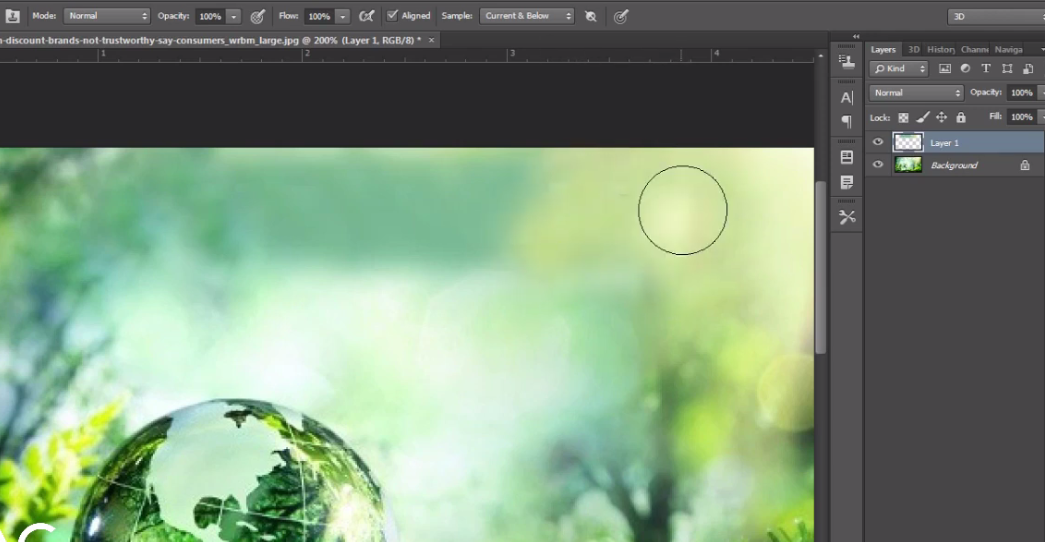 Mode: Normal Opacity: 100% Flow: 100% Aligned Sample: Current & Below 3D
-discount-brands-not-trustworthy-say-consumers_wrbm_large.jpg @ 200% (Layer 1, RGB/8) * ×
1 2 3 4
Layers 3D History Channe Naviga
Kind
Normal Opacity: 100%
Lock: Fill: 100%
Layer 1
Background